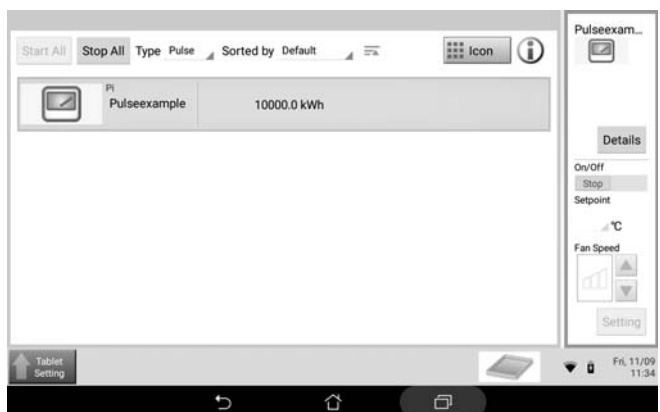 Start All Stop All Type Pulse Sorted by Default Icon
Pi
Pulseexample 10000.0 kWh
Pulseexam...
Details
On/Off
Stop
Setpoint
°C
Fan Speed
Setting
Tablet
Setting
Fri, 11/09
11:34